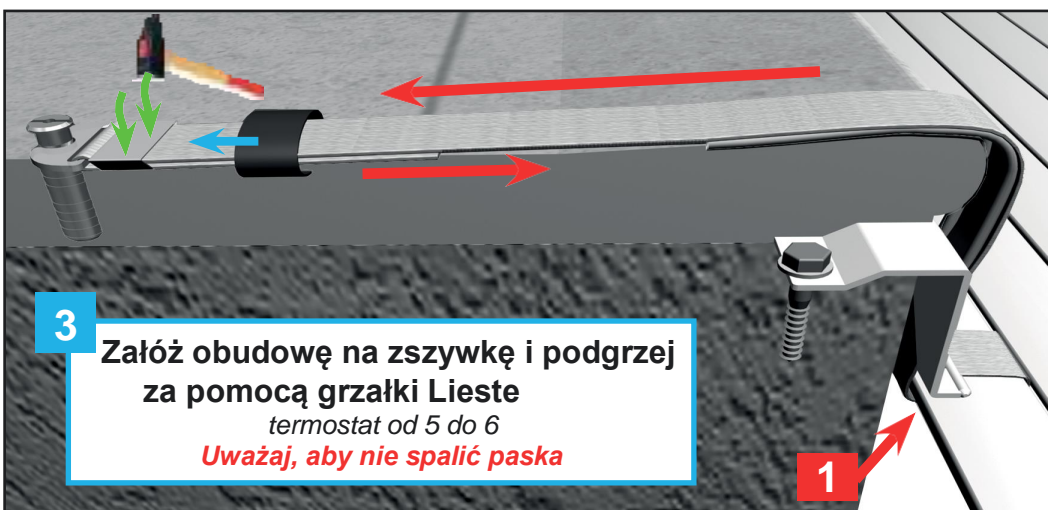 3
Załóż obudowę na zszywkę i podgrzej
za pomocą grzałki Lieste
termostat od 5 do 6
Uważaj, aby nie spalić paska
1